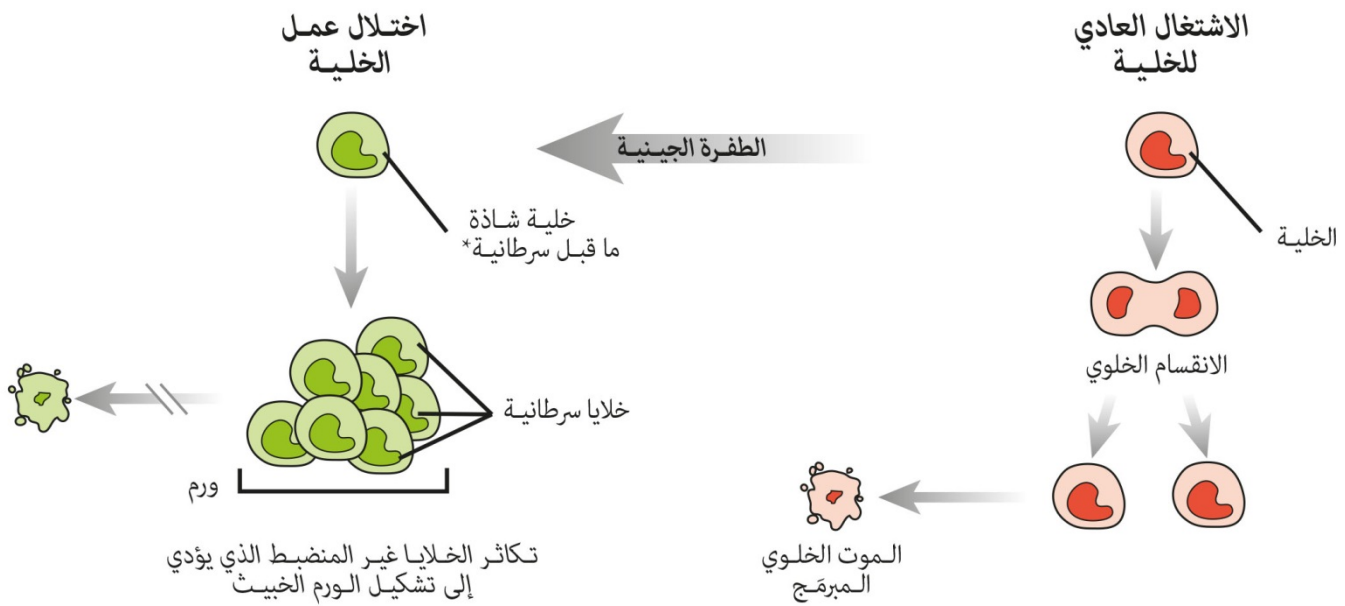 الاشتغال العادي
للخلية
الخلية
الانقسام الخلوي
الموت الخلوي
المبرمَج
الطفرة الجينية
اختلال عمل
الخلية
خلية شاذة
ما قبل سرطانية*
خلايا سرطانية
ورم
تكاثر الخلايا غير المنضبط الذي يؤدي
إلى تشكيل الورم الخبيث